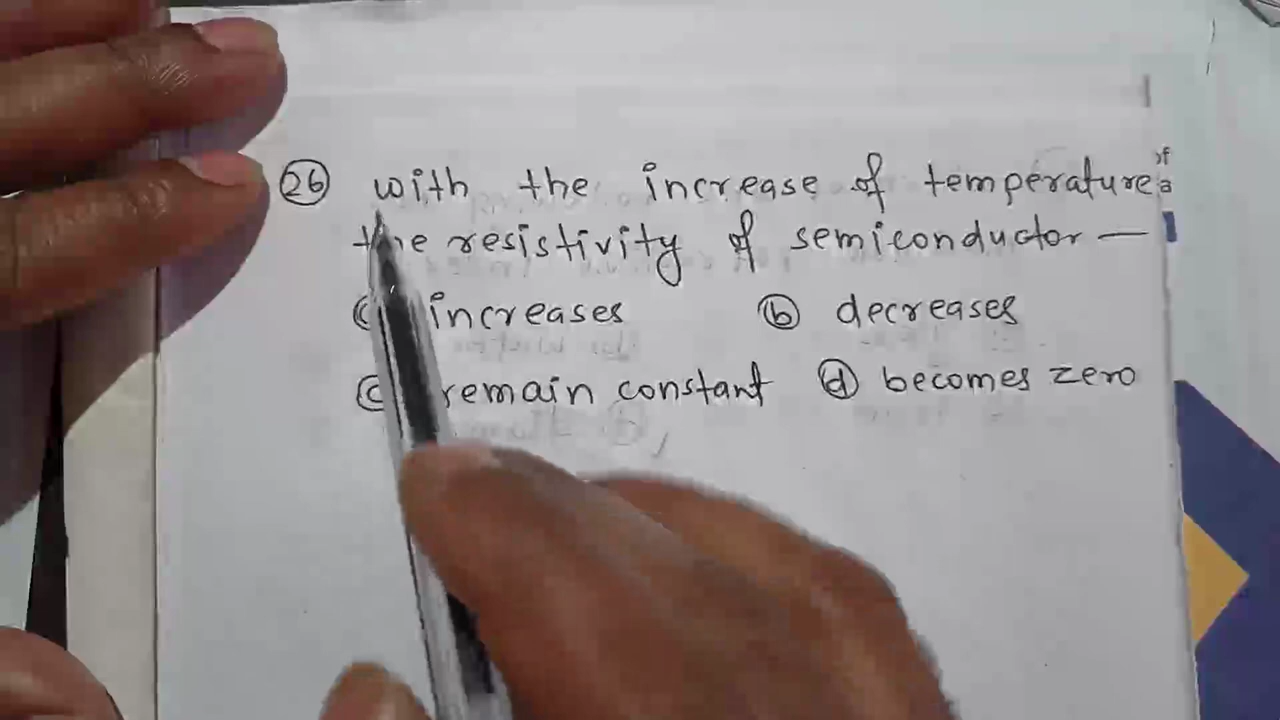 26 with the increase of temperature
the resistivity of semiconductor —
increases b decreases
c remain constant d becomes zero